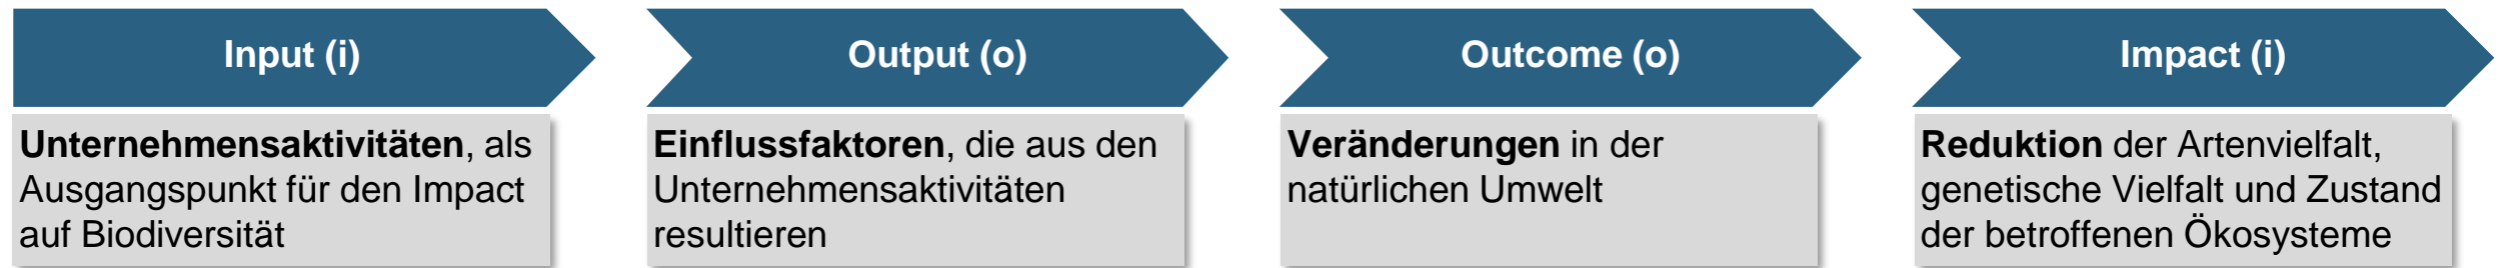 Input (i)
Unternehmensaktivitäten, als
Ausgangspunkt für den Impact
auf Biodiversität
Output (o)
Einflussfaktoren, die aus den
Unternehmensaktivitäten
resultieren
Outcome (o)
Veränderungen in der
natürlichen Umwelt
Impact (i)
Reduktion der Artenvielfalt,
genetische Vielfalt und Zustand
der betroffenen Ökosysteme